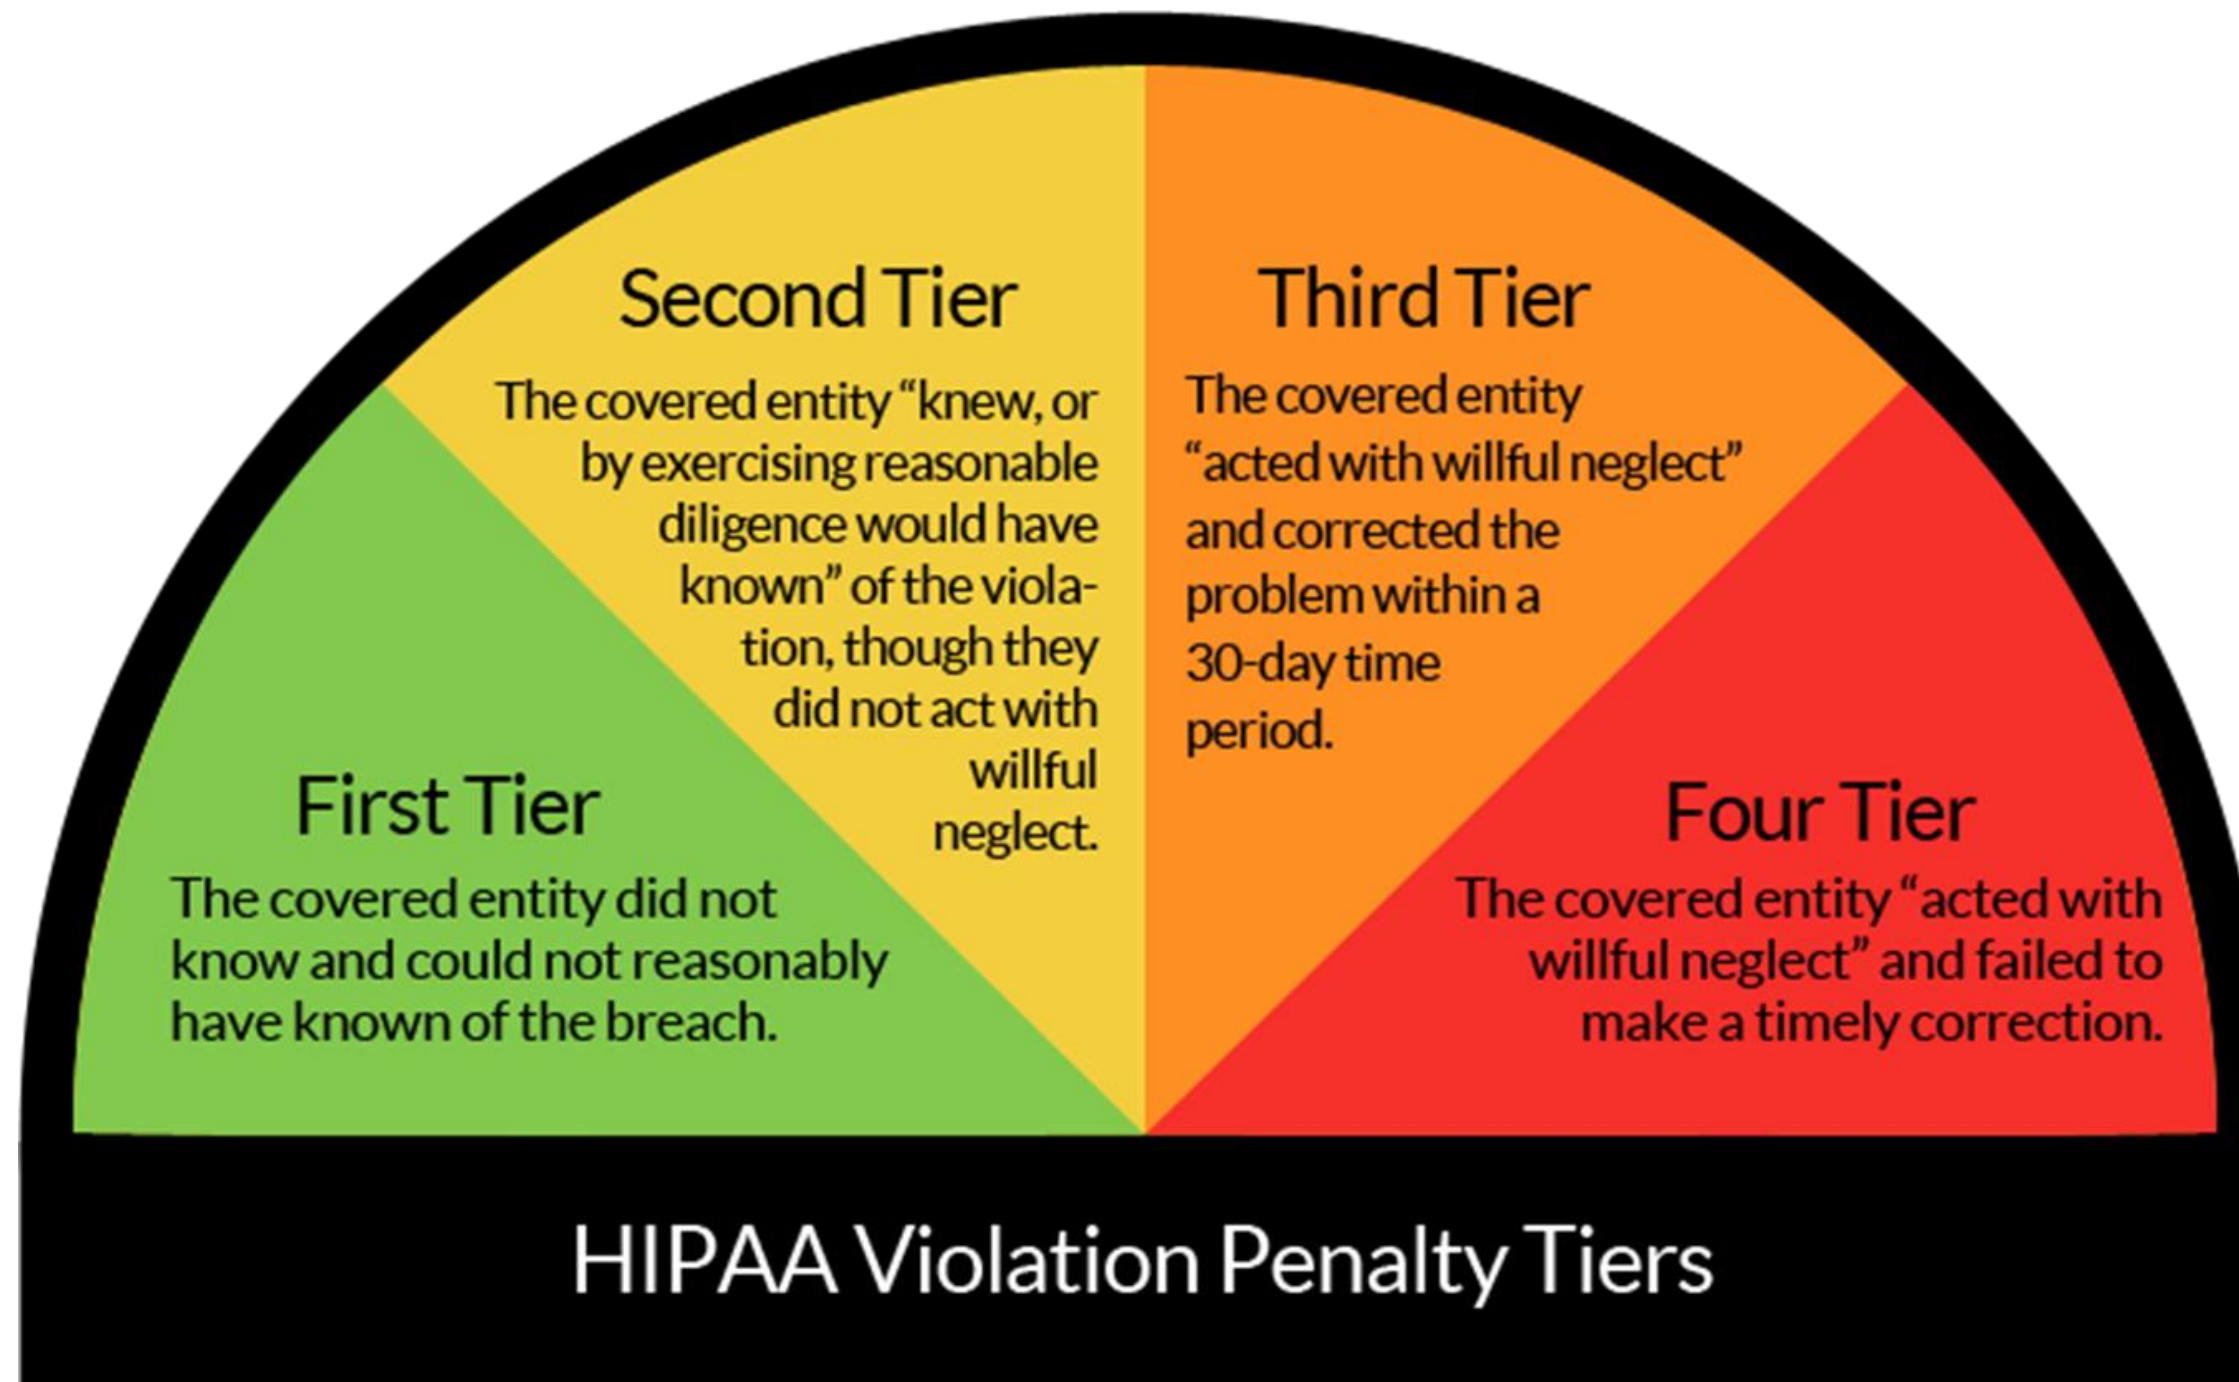 First Tier
The covered entity did not
know and could not reasonably
have known of the breach.
Second Tier
The covered entity “knew, or
by exercising reasonable
diligence would have
known” of the viola-
tion, though they
did not act with
willful
neglect.
Third Tier
The covered entity
“acted with willful neglect”
and corrected the
problem within a
30-day time
period.
Four Tier
The covered entity “acted with
willful neglect” and failed to
make a timely correction.
HIPAA Violation Penalty Tiers